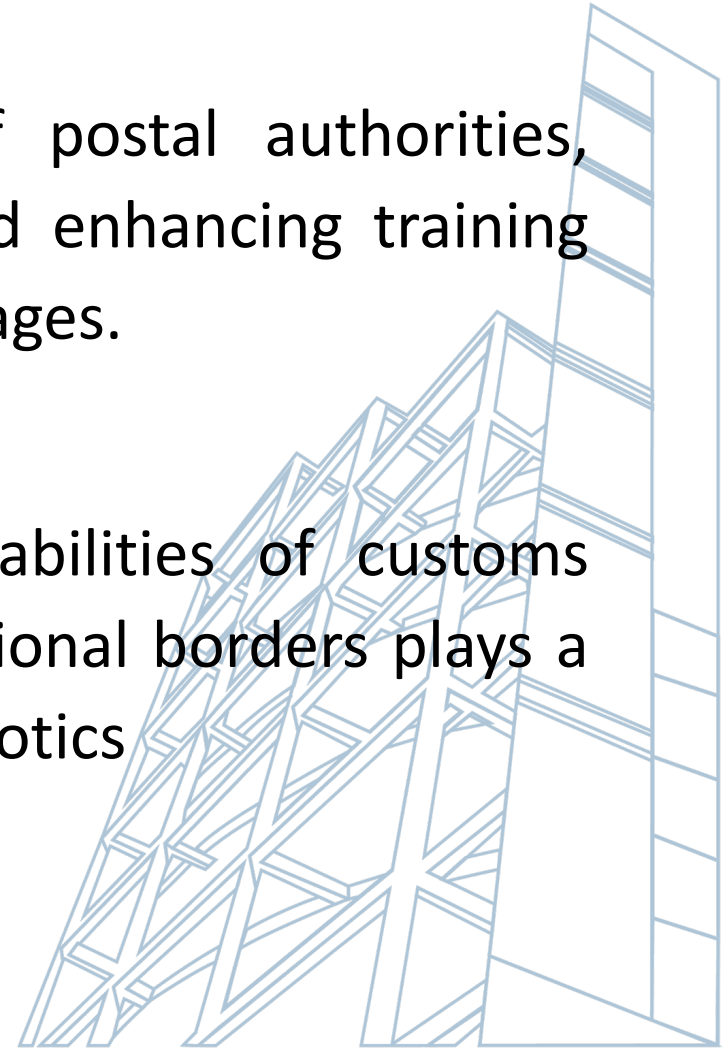 f postal authorities,
d enhancing training
ages.
abilities of customs
ional borders plays a
otics